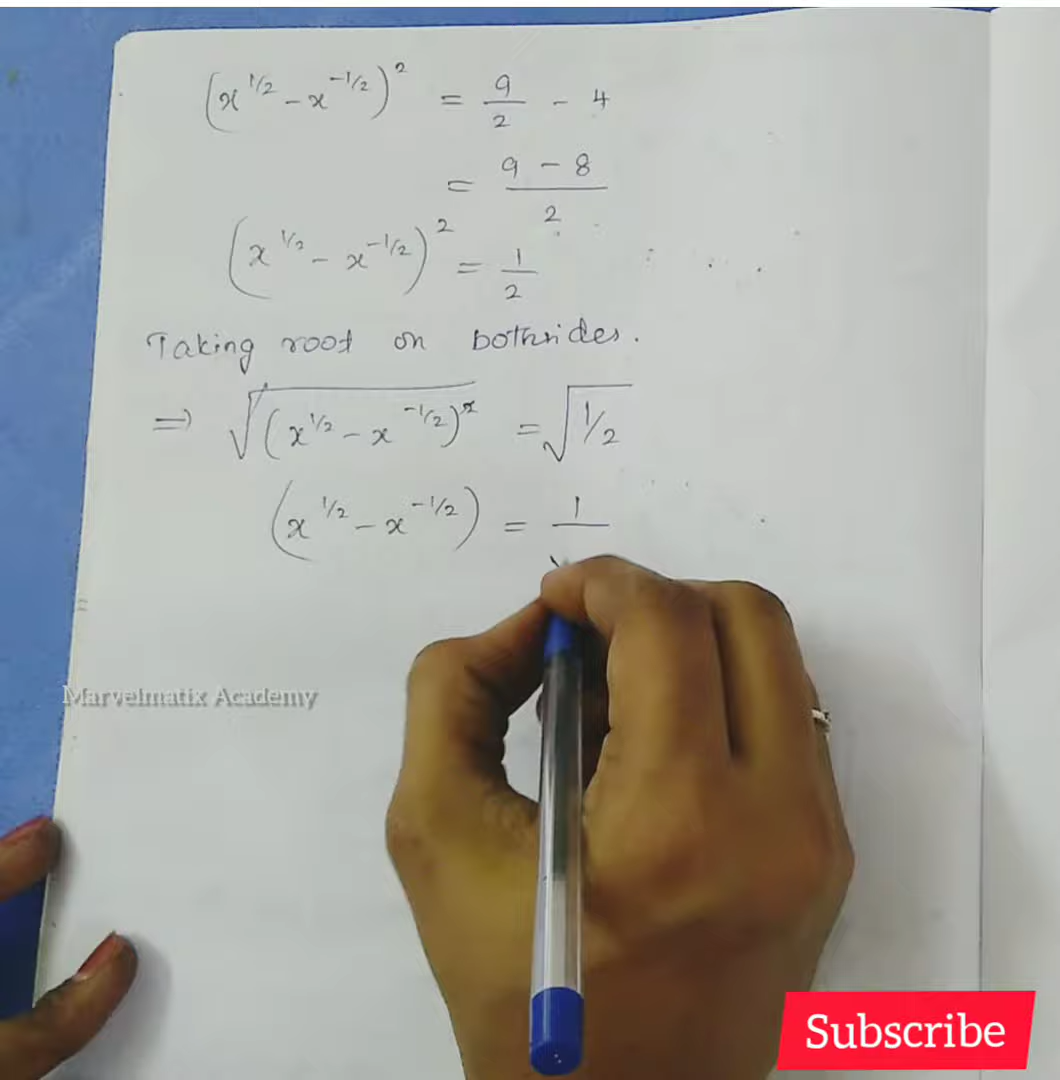 (x^{1/2} - x^{-1/2})^2 = 9/2 - 4
= (9 - 8)/2
(x^{1/2} - x^{-1/2})^2 = 1/2
Taking root on bothsides.
⇒ √((x^{1/2} - x^{-1/2})^2) = √(1/2)
(x^{1/2} - x^{-1/2}) = 1/
Marvelmatix Academy
Subscribe